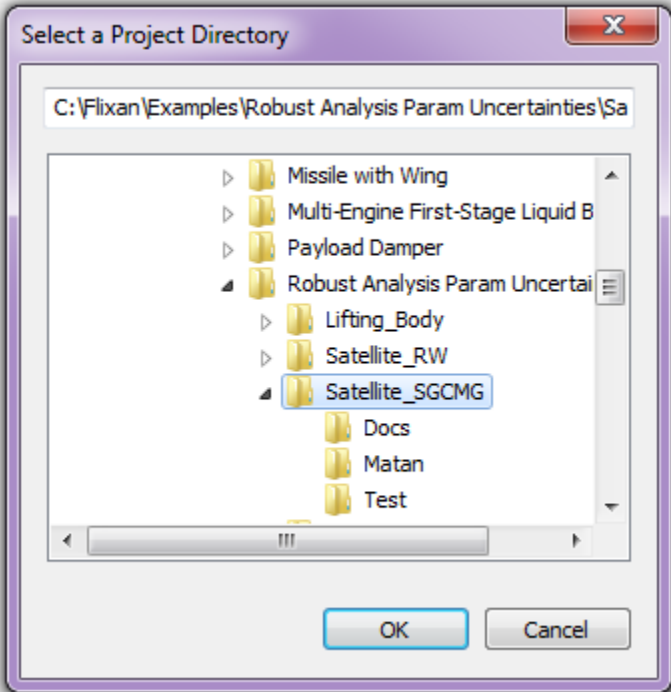 Select a Project Directory
C:\Flixan\Examples\Robust Analysis Param Uncertainties\Sa
Missile with Wing
Multi-Engine First-Stage Liquid B
Payload Damper
Robust Analysis Param Uncertai
Lifting_Body
Satellite_RW
Satellite_SGCMG
Docs
Matan
Test
OK Cancel